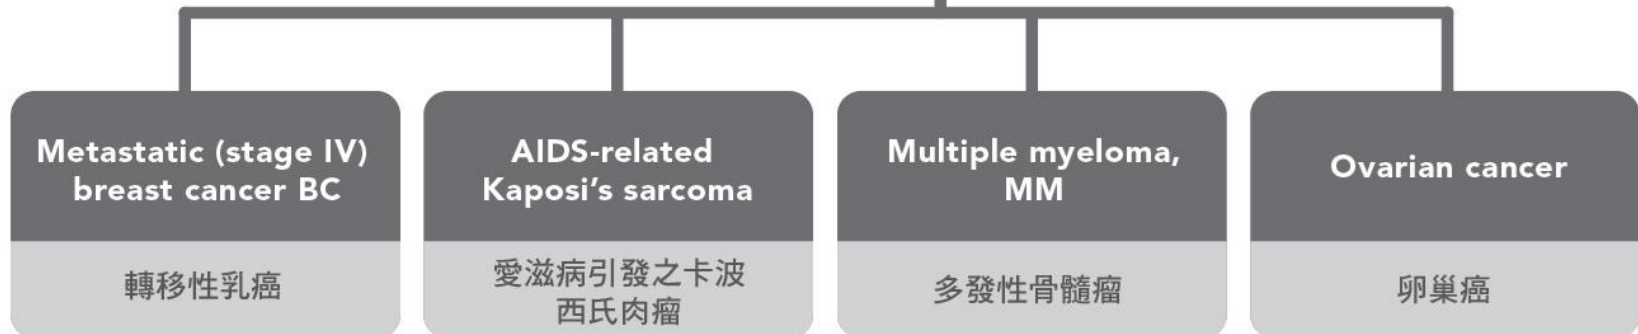 Metastatic (stage IV)
breast cancer BC
轉移性乳癌
AIDS-related
Kaposi’s sarcoma
愛滋病引發之卡波
西氏肉瘤
Multiple myeloma,
MM
多發性骨髓瘤
Ovarian cancer
卵巢癌